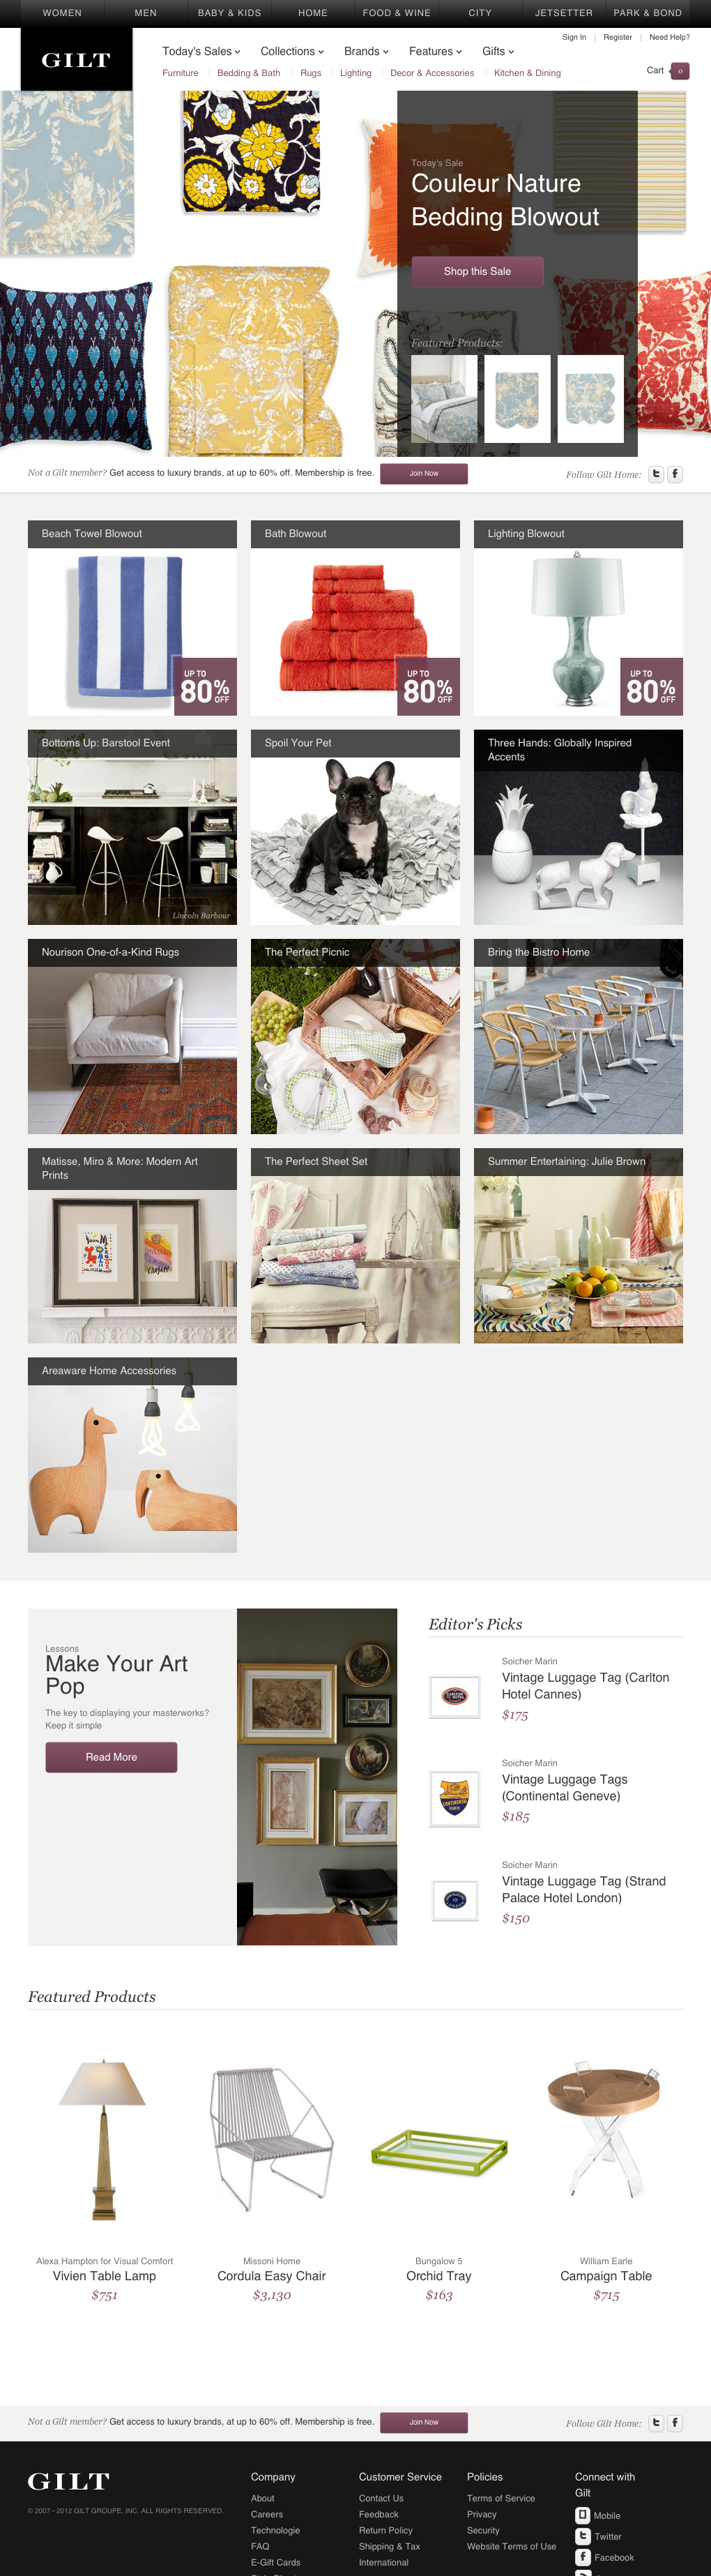 WOMEN MEN BABY & KIDS HOME FOOD & WINE CITY JETSETTER PARK & BOND
Sign In Register Need Help?
GILT
Today's Sales Collections Brands Features Gifts
Furniture Bedding & Bath Rugs Lighting Decor & Accessories Kitchen & Dining
Cart 0
Today's Sale
Couleur Nature
Bedding Blowout
Shop this Sale
Featured Products:
Not a Gilt member? Get access to luxury brands, at up to 60% off. Membership is free. Join Now Follow Gilt Home:
Beach Towel Blowout
UP TO
80% OFF
Bath Blowout
UP TO
80% OFF
Lighting Blowout
UP TO
80% OFF
Bottoms Up: Barstool Event
Lincoln Barbour
Spoil Your Pet
Three Hands: Globally Inspired
Accents
Nourison One-of-a-Kind Rugs
The Perfect Picnic
Bring the Bistro Home
Matisse, Miro & More: Modern Art
Prints
The Perfect Sheet Set
Summer Entertaining: Julie Brown
Areaware Home Accessories
Lessons
Make Your Art
Pop
The key to displaying your masterworks?
Keep it simple
Read More
Editor's Picks
Soicher Marin
Vintage Luggage Tag (Carlton
Hotel Cannes)
$175
Soicher Marin
Vintage Luggage Tags
(Continental Geneve)
$185
Soicher Marin
Vintage Luggage Tag (Strand
Palace Hotel London)
$150
Featured Products
Alexa Hampton for Visual Comfort
Vivien Table Lamp
$751
Missoni Home
Cordula Easy Chair
$3,130
Bungalow 5
Orchid Tray
$163
William Earle
Campaign Table
$715
Not a Gilt member? Get access to luxury brands, at up to 60% off. Membership is free. Join Now Follow Gilt Home:
GILT
© 2007 - 2012 GILT GROUPE, INC. ALL RIGHTS RESERVED.
Company
About
Careers
Technologie
FAQ
E-Gift Cards
Customer Service
Contact Us
Feedback
Return Policy
Shipping & Tax
International
Policies
Terms of Service
Privacy
Security
Website Terms of Use
Connect with
Gilt
Mobile
Twitter
Facebook